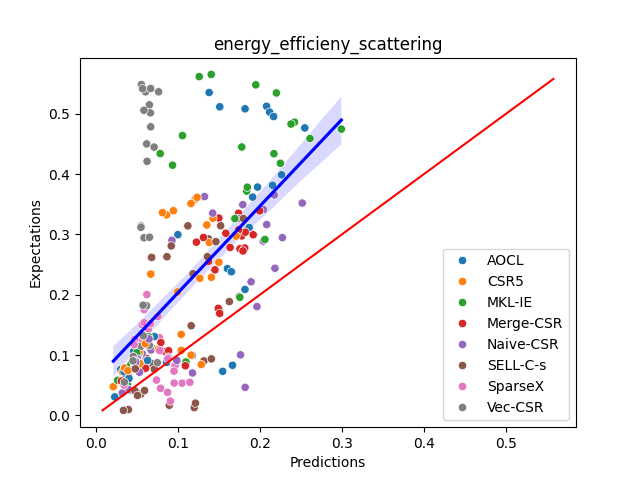 energy_efficieny_scattering
Expectations
0.5
0.4
0.3
0.2
0.1
0.0
0.0
0.1
0.2
0.3
0.4
0.5
Predictions
AOCL
CSR5
MKL-IE
Merge-CSR
Naive-CSR
SELL-C-s
SparseX
Vec-CSR